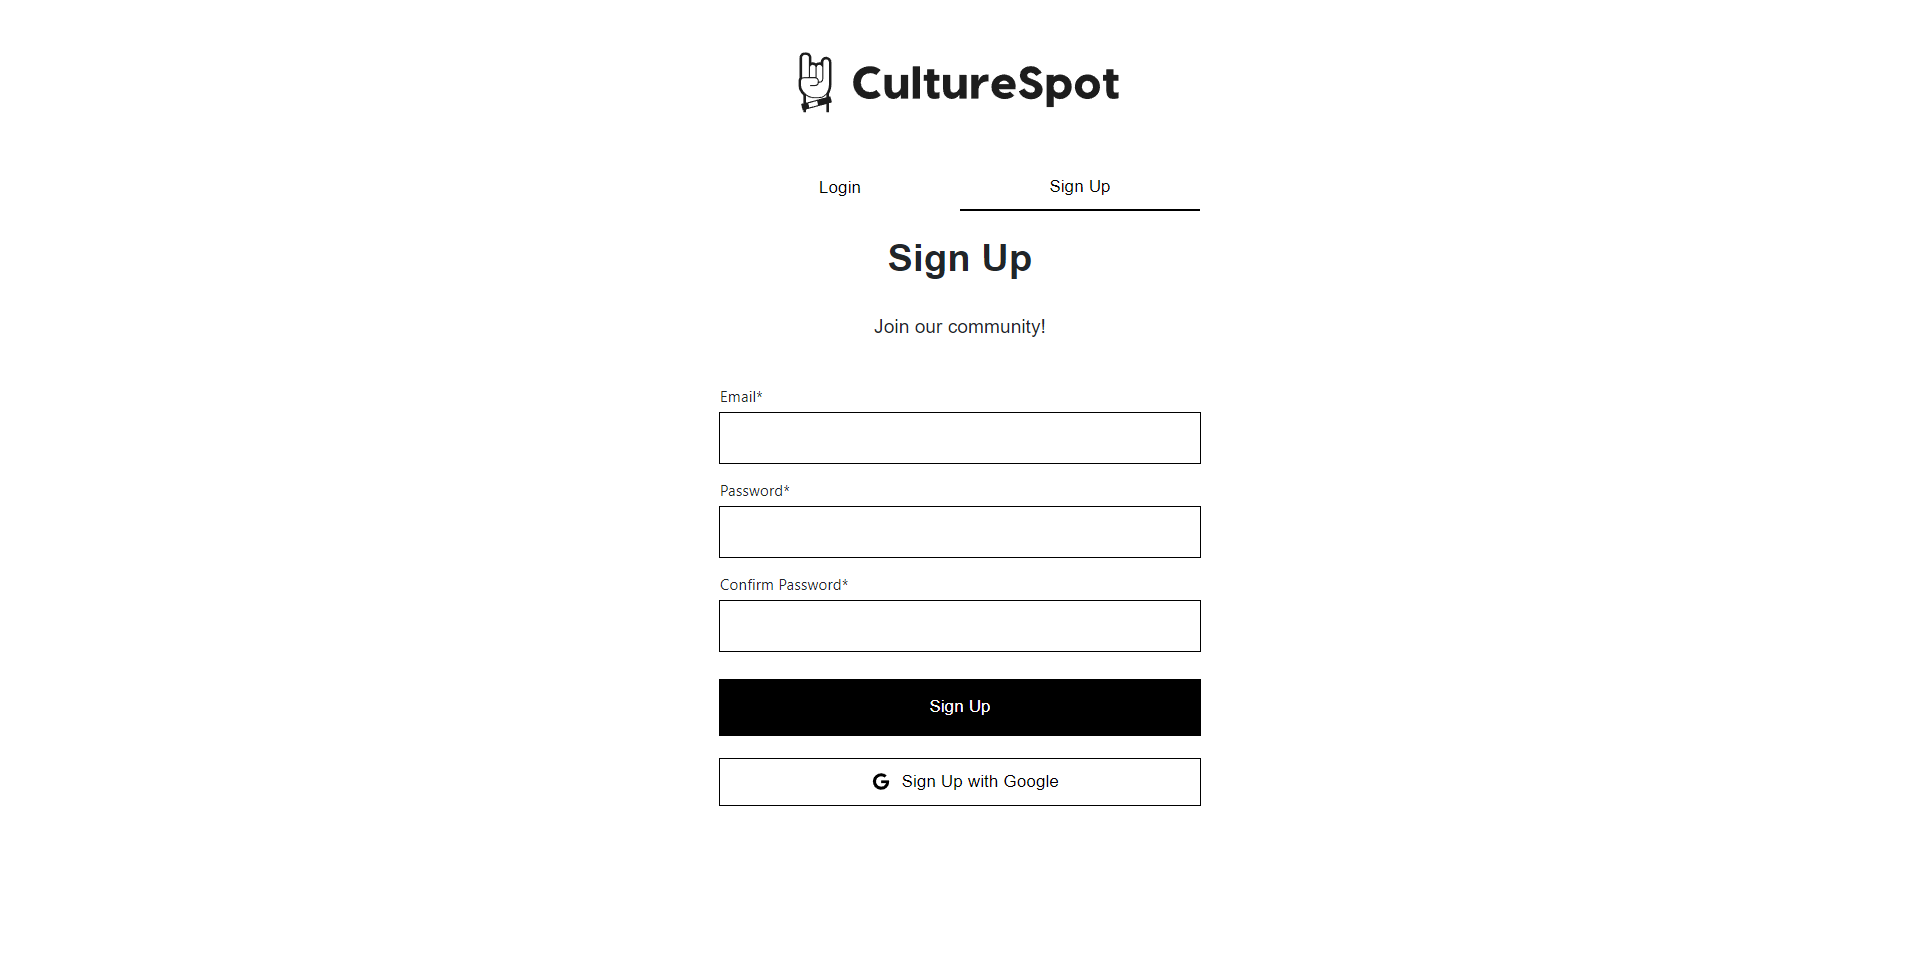 CultureSpot
Login
Sign Up
Sign Up
Join our community!
Email*
Password*
Confirm Password*
Sign Up
Sign Up with Google